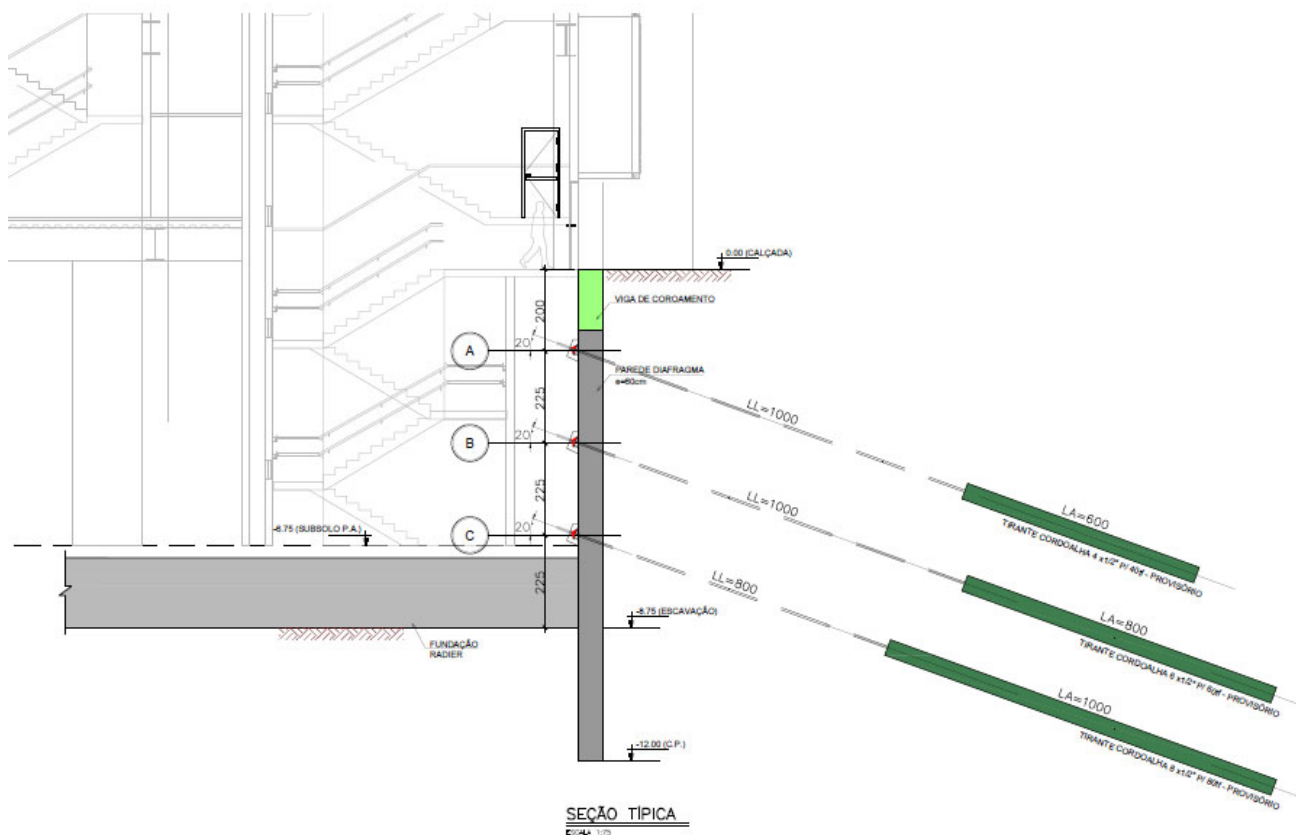 0.00 (CALÇADA)
200
VIGA DE COROAMENTO
A
20°
PAREDE DIAFRAGMA
e=60cm
225
LL=1000
B
20°
LL=1000
LA=600
TIRANTE CORDOALHA 4 x1/2" P/ 40tf - PROVISÓRIO
225
-6.75 (SUBSOLO P.A.)
C
20°
LL=800
LA=800
TIRANTE CORDOALHA 6 x1/2" P/ 60tf - PROVISÓRIO
225
-8.75 (ESCAVAÇÃO)
FUNDAÇÃO
RADIER
LA=1000
TIRANTE CORDOALHA 8 x1/2" P/ 80tf - PROVISÓRIO
-12.00 (C.P.)
SEÇÃO TÍPICA
ESCALA 1:75